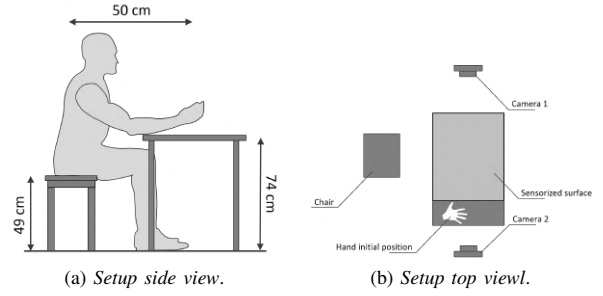 50 cm
49 cm
74 cm
(a) Setup side view.
Camera 1
Chair
Sensorized surface
Hand initial position
Camera 2
(b) Setup top viewl.